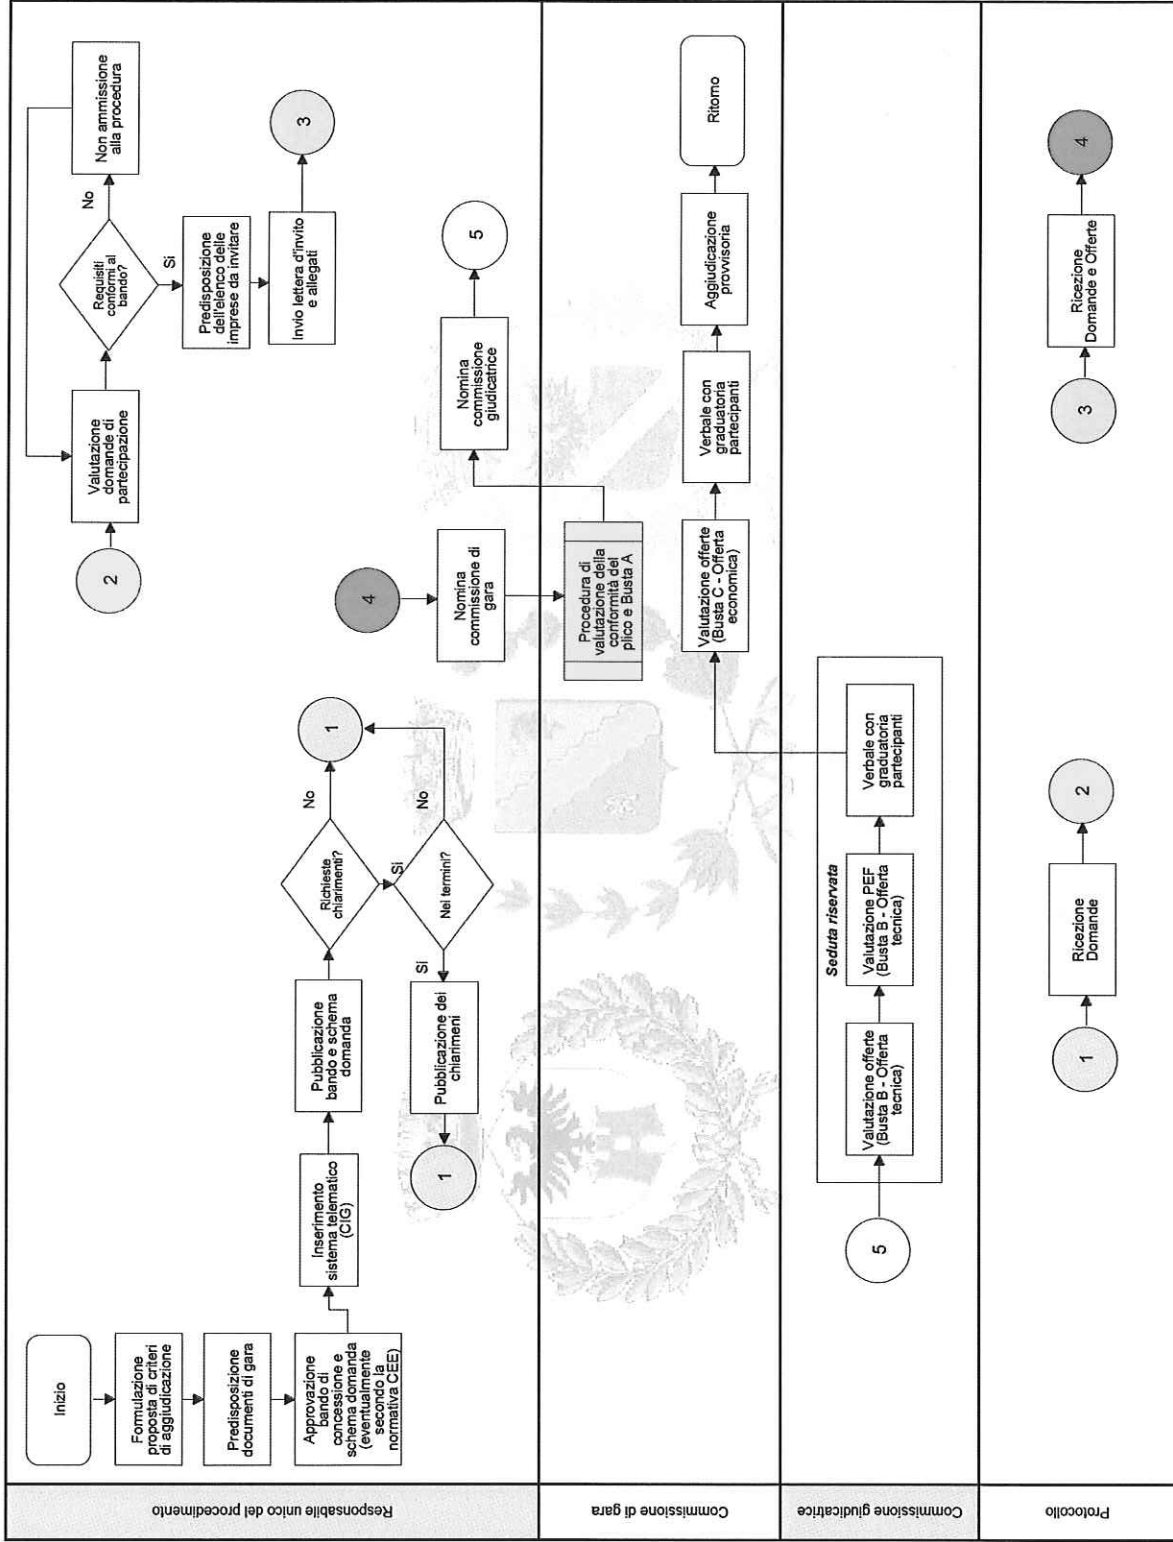 Responsabile unico del procedimento
Inizio
Formulazione
proposta di criteri
di aggiudicazione
Predisposizione
documenti di gara
Approvazione
bando di
concessione e
schema domanda
(eventualmente
secondo la
normativa CEE)
Inserimento
sistema telematico
(CIG)
Pubblicazione
bando e schema
domanda
Richieste
chiarimenti?
No
1
Si
Nei termini?
No
Si
Pubblicazione dei
chiarimeni
1
2
Valutazione
domande di
partecipazione
Requisiti
conformi al
bando?
No
Non ammissione
alla procedura
Si
Predisposizione
dell'elenco delle
imprese da invitare
Invio lettera d'invito
e allegati
3
4
Nomina
commissione di
gara
Nomina
commissione
giudicatrice
5
Commissione di gara
Procedura di
valutazione della
conformità del
plico e Busta A
Valutazione offerte
(Busta C - Offerta
economica)
Verbale con
graduatoria
partecipanti
Aggiudicazione
provvisoria
Ritorno
Commissione giudicatrice
5
Seduta riservata
Valutazione offerte
(Busta B - Offerta
tecnica)
Valutazione PEF
(Busta B - Offerta
tecnica)
Verbale con
graduatoria
partecipanti
Protocollo
1
Ricezione
Domande
2
3
Ricezione
Domande e Offerte
4